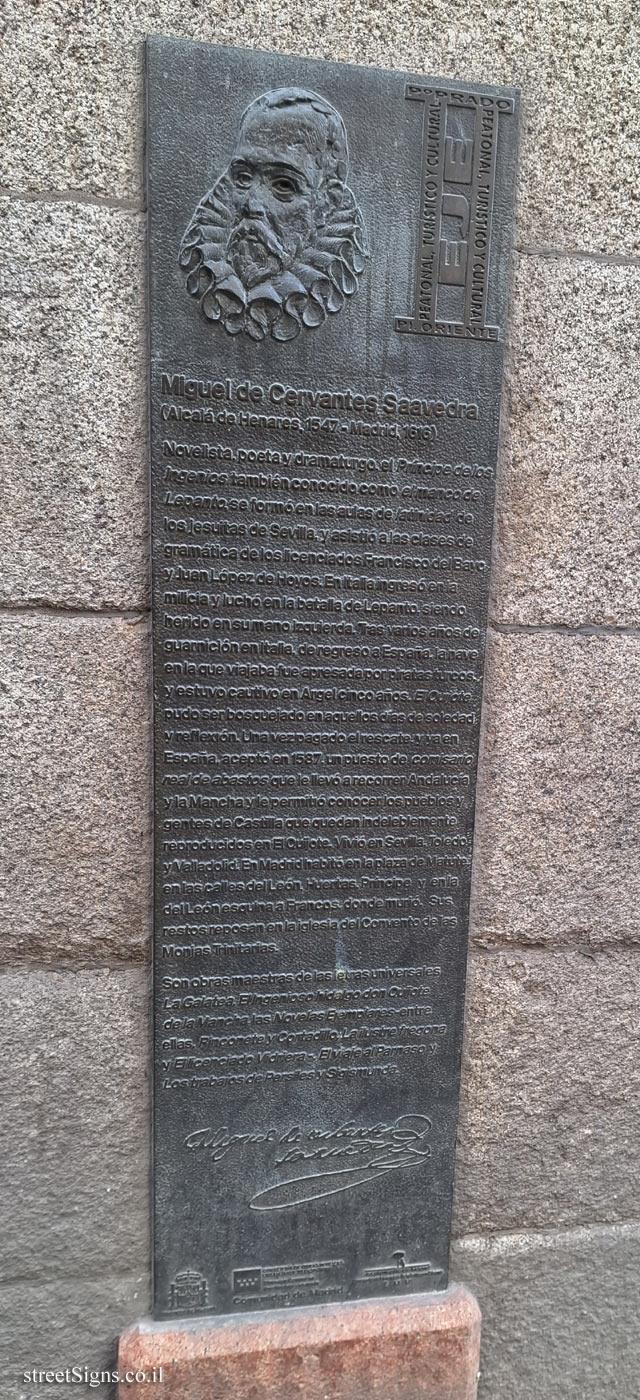 Pº PRADO
PEATONAL, TURÍSTICO Y CULTURAL
EJE
PEATONAL, TURÍSTICO Y CULTURAL
Pl. ORIENTE
Miguel de Cervantes Saavedra
(Alcalá de Henares, 1547 - Madrid, 1616)
Novelista, poeta y dramaturgo, el Príncipe de los
Ingenios también conocido como el manco de
Lepanto, se formó en las aulas de latinidad de
los jesuitas de Sevilla, y asistió a las clases de
gramática de los licenciados Francisco del Bayo
y Juan López de Hoyos. En Italia ingresó en la
milicia y luchó en la batalla de Lepanto, siendo
herido en su mano izquierda. Tras varios años de
guarnición en Italia, de regreso a España, la nave
en la que viajaba fue apresada por piratas turcos,
y estuvo cautivo en Argel cinco años. El Quijote
pudo ser bosquejado en aquellos días de soledad
y reflexión. Una vez pagado el rescate, y ya en
España, aceptó en 1587, un puesto de comisario
real de abastos que le llevó a recorrer Andalucía
y la Mancha y le permitió conocer los pueblos y
gentes de Castilla que quedan indeleblemente
reproducidos en El Quijote. Vivió en Sevilla, Toledo
y Valladolid. En Madrid habitó en la plaza de Matute,
en las calles del León, Huertas, Príncipe, y en la
del León esquina a Francos, donde murió. Sus
restos reposan en la iglesia del Convento de las
Monjas Trinitarias.
Son obras maestras de las letras universales
La Galatea, El ingenioso hidalgo don Quijote
de la Mancha, las Novelas Ejemplares -entre
ellas, Rinconete y Cortadillo, La ilustre fregona
y El licenciado Vidriera-, El viaje al Parnaso, y
Los trabajos de Persiles y Sigismunda.
Miguel de Cervantes
Saavedra
Comunidad de Madrid
streetSigns.co.il